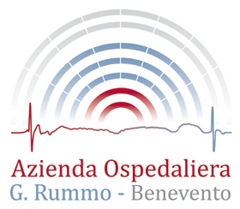 Azienda Ospedaliera
G. Rummo - Benevento